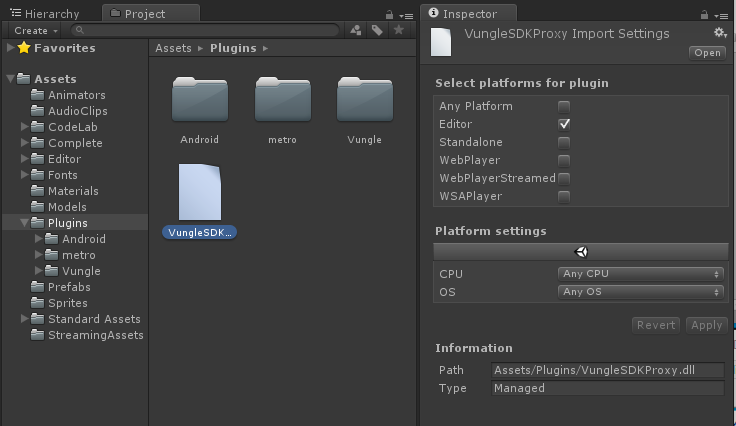 Hierarchy
Project
Create
Favorites
Assets
Animators
AudioClips
CodeLab
Complete
Editor
Fonts
Materials
Models
Plugins
Android
metro
Vungle
Prefabs
Sprites
Standard Assets
StreamingAssets
Assets Plugins
Android metro Vungle
VungleSDK...
Inspector
VungleSDKProxy Import Settings
Open
Select platforms for plugin
Any Platform
Editor
Standalone
WebPlayer
WebPlayerStreamed
WSAPlayer
Platform settings
CPU Any CPU
OS Any OS
Revert Apply
Information
Path Assets/Plugins/VungleSDKProxy.dll
Type Managed